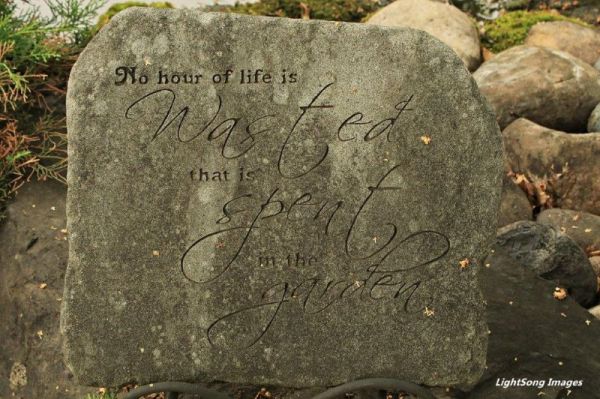 No hour of life is
Wasted
that is
spent
in the
garden
LightSong Images